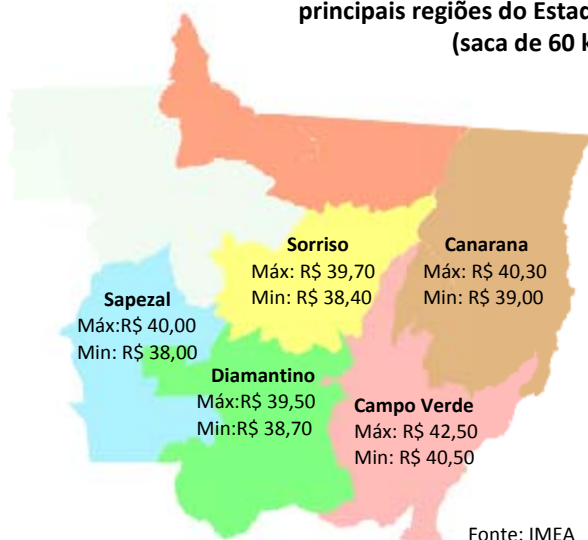 principais regiões do Estad
(saca de 60 k
Sorriso
Máx: R$ 39,70
Min: R$ 38,40
Canarana
Máx: R$ 40,30
Min: R$ 39,00
Sapezal
Máx:R$ 40,00
Min: R$ 38,00
Diamantino
Máx:R$ 39,50
Min:R$ 38,70
Campo Verde
Máx: R$ 42,50
Min: R$ 40,50
Fonte: IMEA